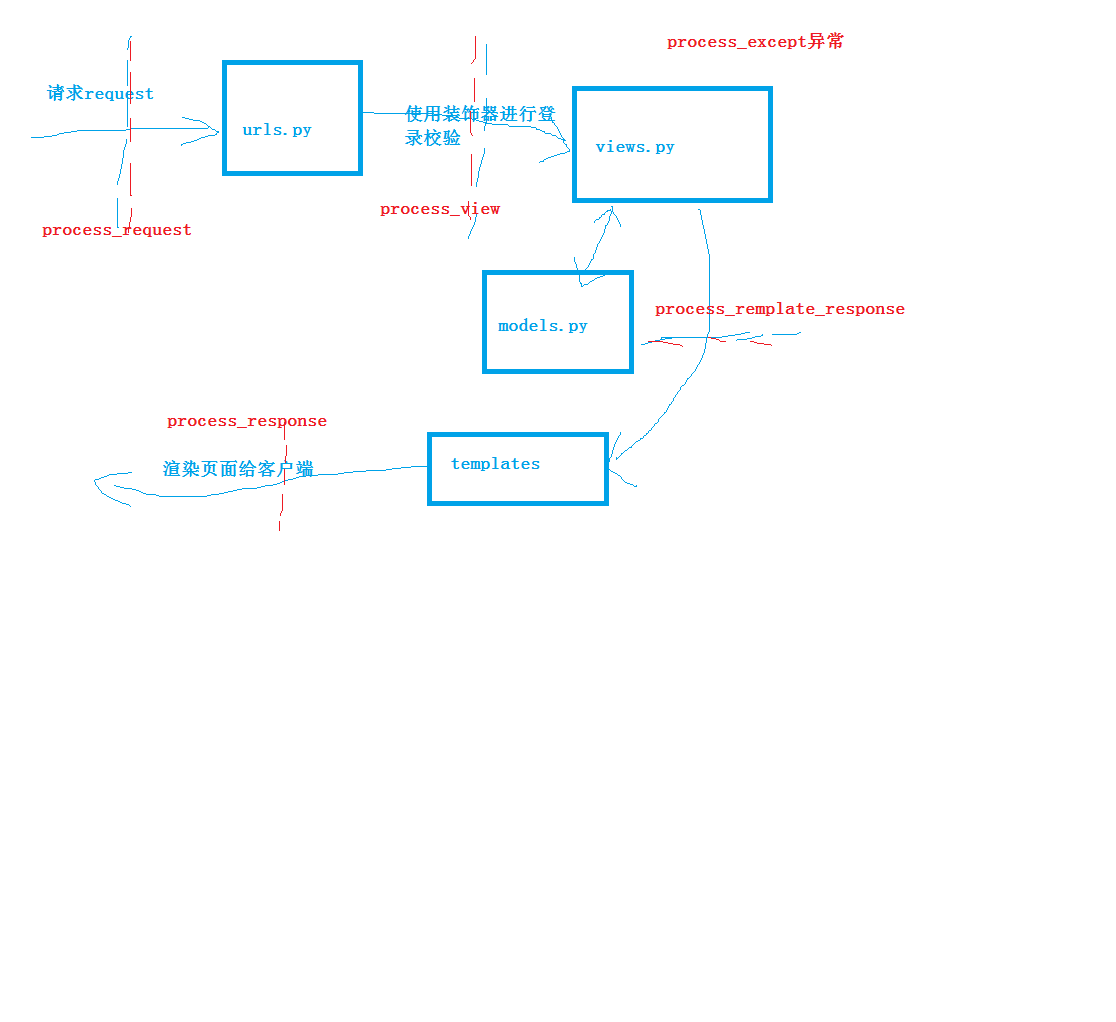 process_except异常
请求request
urls.py
使用装饰器进行登
录校验
views.py
process_view
process_request
process_remplate_response
models.py
process_response
渲染页面给客户端
templates